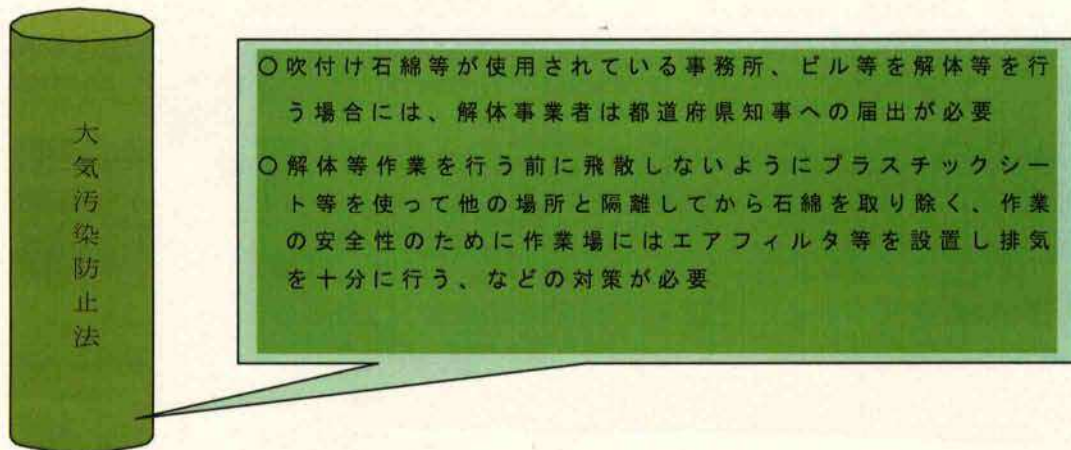 大気汚染防止法
○吹付け石綿等が使用されている事務所、ビル等を解体等を行
う場合には、解体事業者は都道府県知事への届出が必要
○解体等作業を行う前に飛散しないようにプラスチックシー
ト等を使って他の場所と隔離してから石綿を取り除く、作業
の安全性のために作業場にはエアフィルタ等を設置し排気
を十分に行う、などの対策が必要